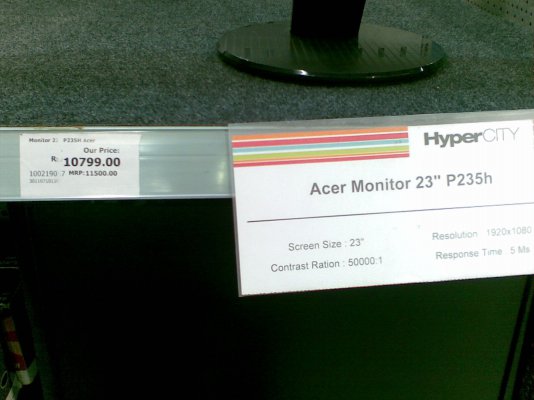 Monitor 23 P235H Acer
Our Price:
10799.00
MRP:11500.00
HyperCITY
Acer Monitor 23" P235h
Screen Size : 23"
Resolution : 1920x1080
Contrast Ration : 50000:1
Response Time : 5 Ms